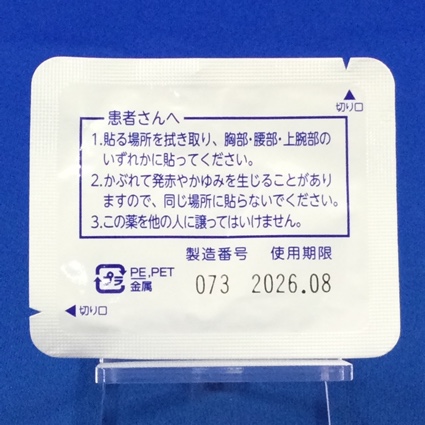 ▲
切り口
患者さんへ
1.貼る場所を拭き取り、胸部・腰部・上腕部の
いずれかに貼ってください。
2.かぶれて発赤やかゆみを生じることがあり
ますので、同じ場所に貼らないでください。
3.この薬を他の人に譲ってはいけません。
製造番号 使用期限
073 2026.08
プラ PE,PET
金属
◀切り口